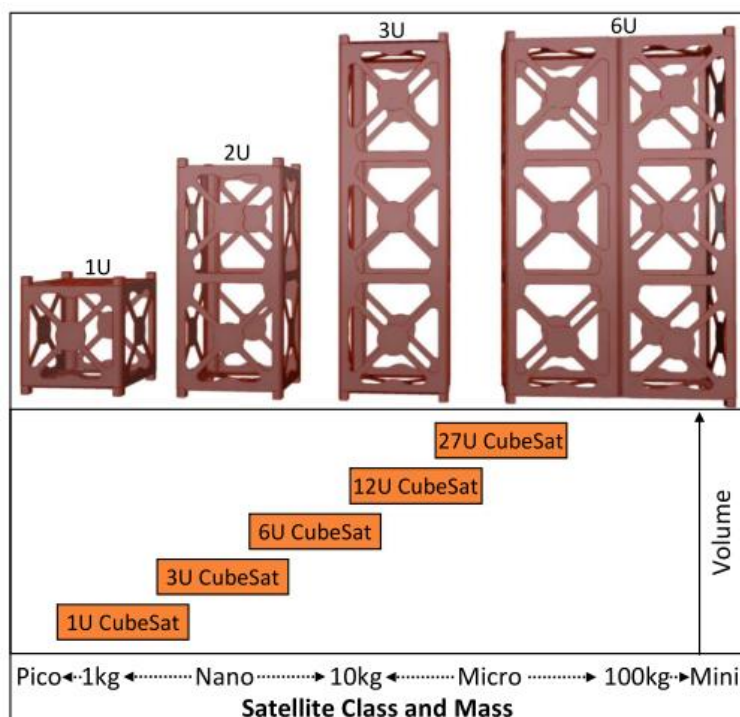 3U
6U
2U
1U
27U CubeSat
12U CubeSat
6U CubeSat
3U CubeSat
1U CubeSat
Volume
Pico 1kg Nano 10kg Micro 100kg Mini
Satellite Class and Mass